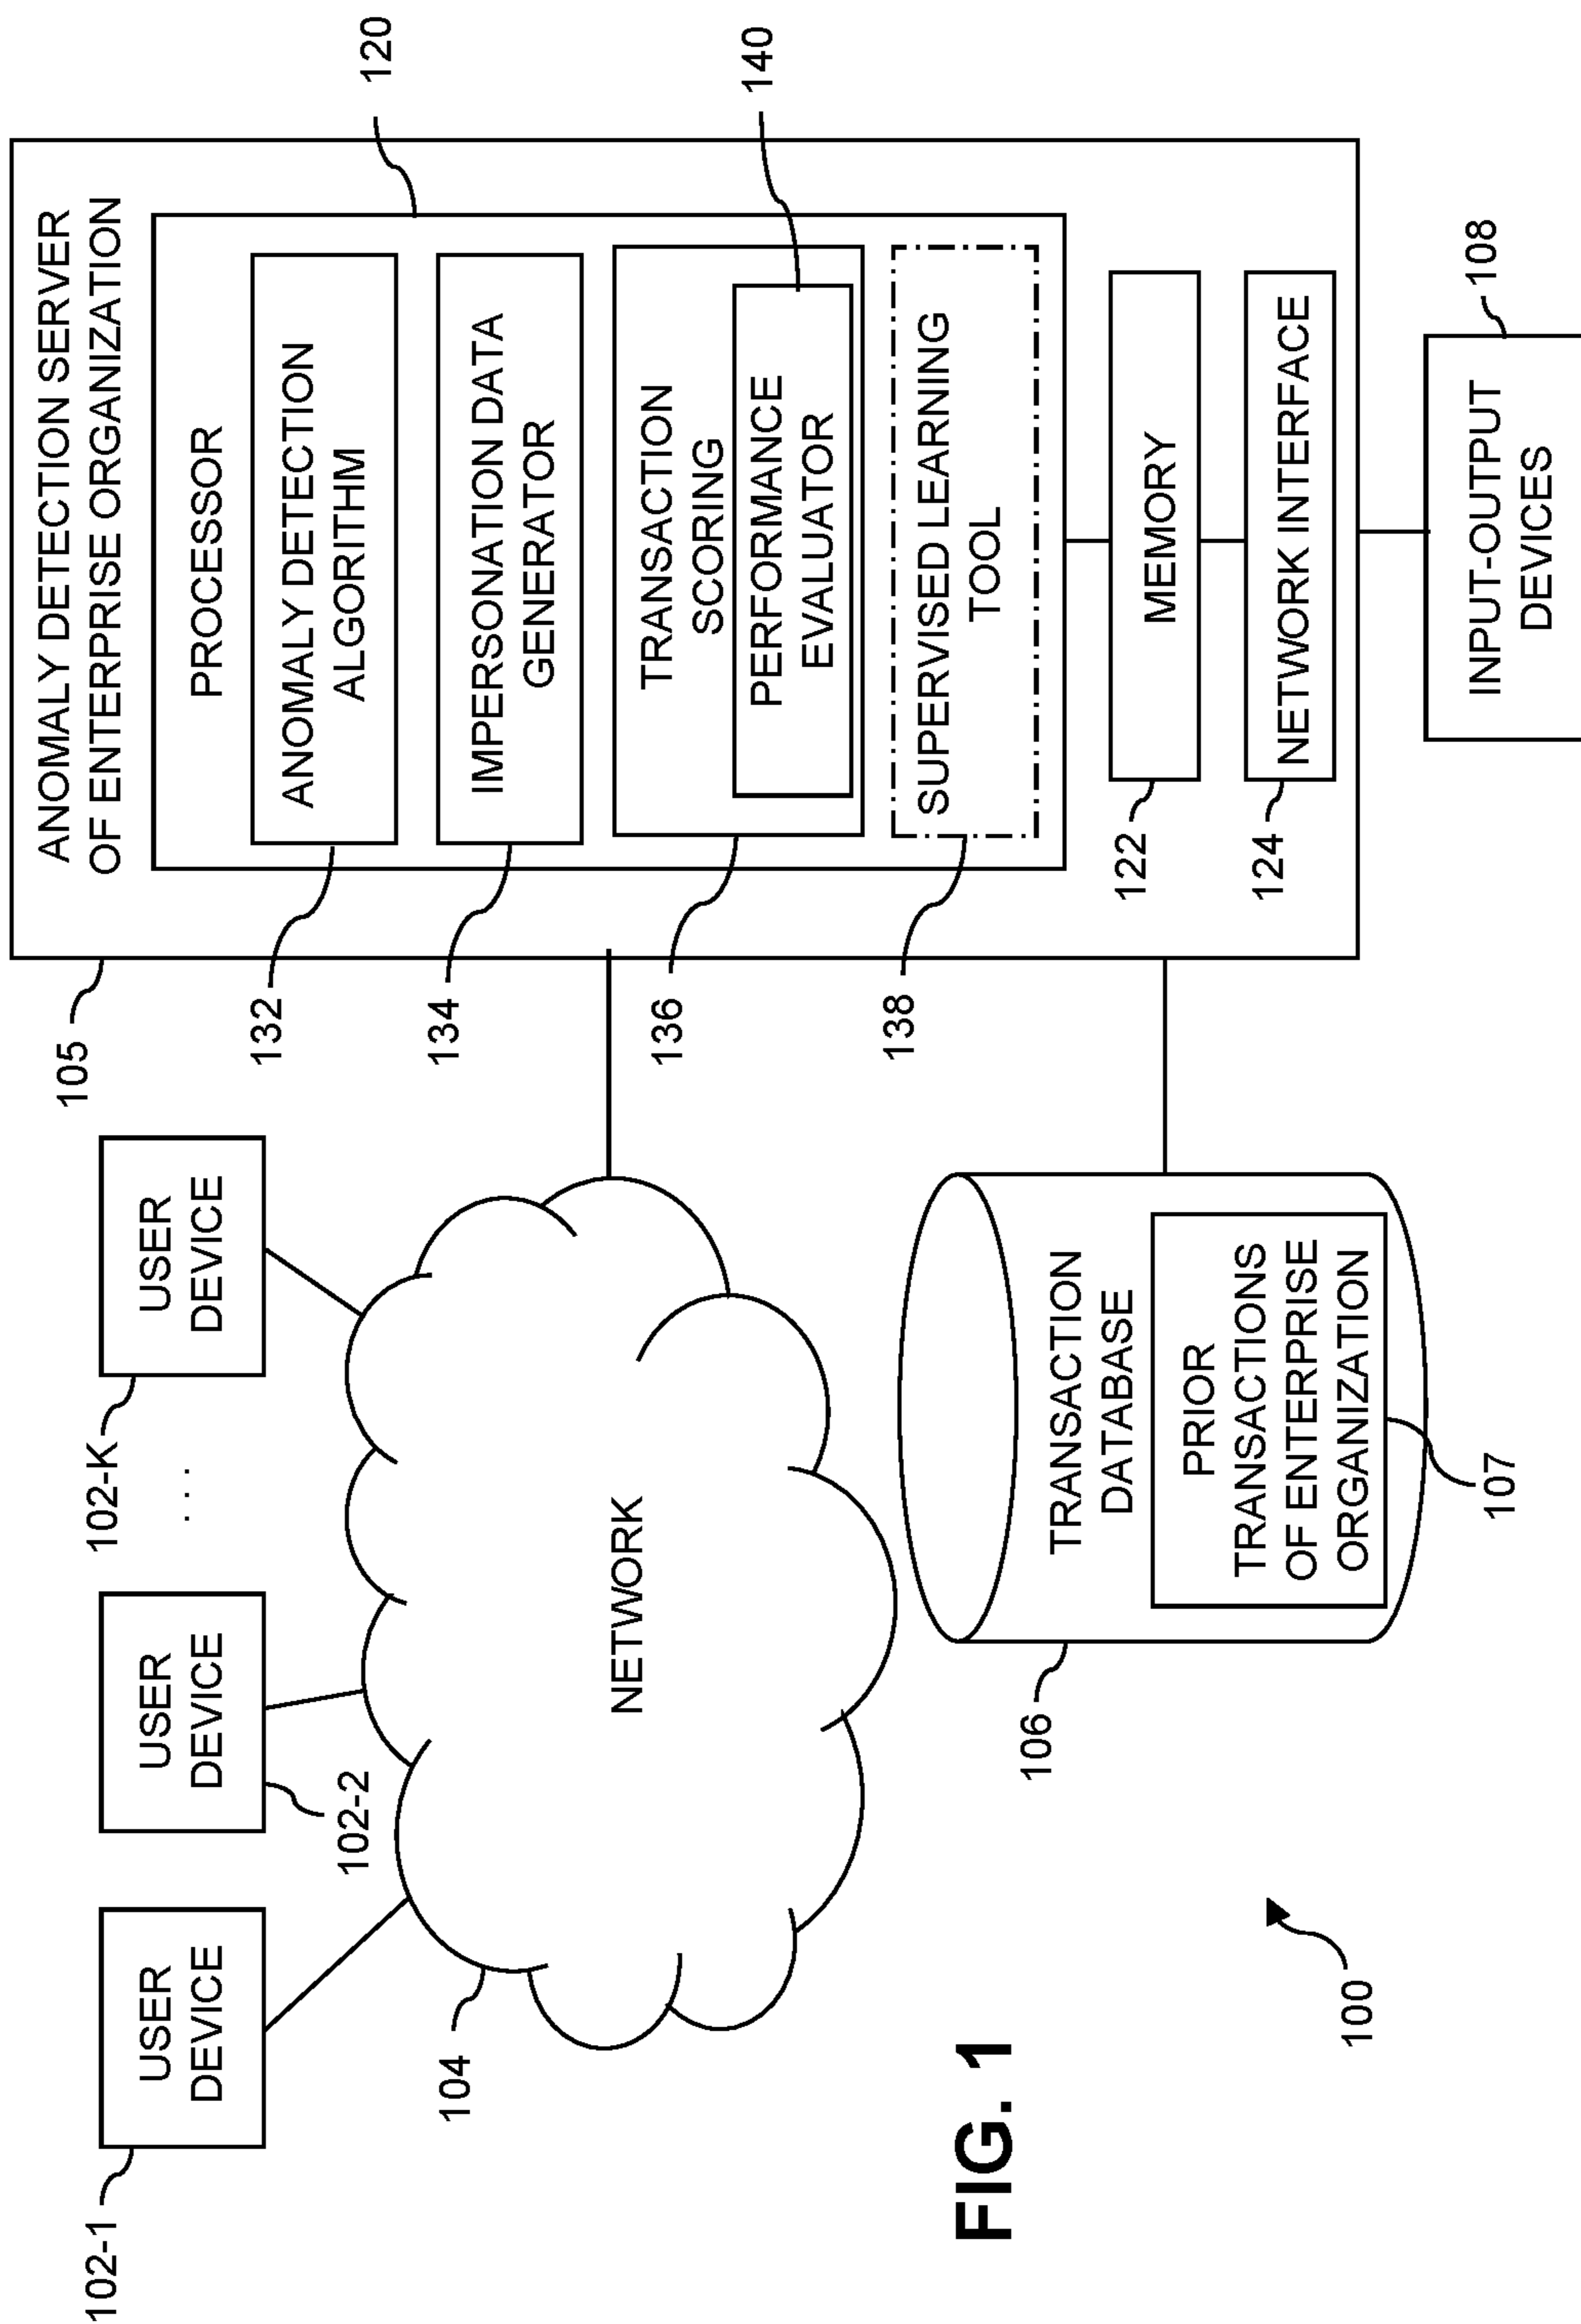 102-1
USER
DEVICE
USER
DEVICE
102-2
102-K
. . .
USER
DEVICE
104
NETWORK
105
ANOMALY DETECTION SERVER
OF ENTERPRISE ORGANIZATION
PROCESSOR
120
132
ANOMALY DETECTION
ALGORITHM
134
IMPERSONATION DATA
GENERATOR
136
TRANSACTION
SCORING
PERFORMANCE
EVALUATOR
140
138
SUPERVISED LEARNING
TOOL
122
MEMORY
124
NETWORK INTERFACE
INPUT-OUTPUT
DEVICES
108
106
TRANSACTION
DATABASE
PRIOR
TRANSACTIONS
OF ENTERPRISE
ORGANIZATION
107
FIG. 1
100